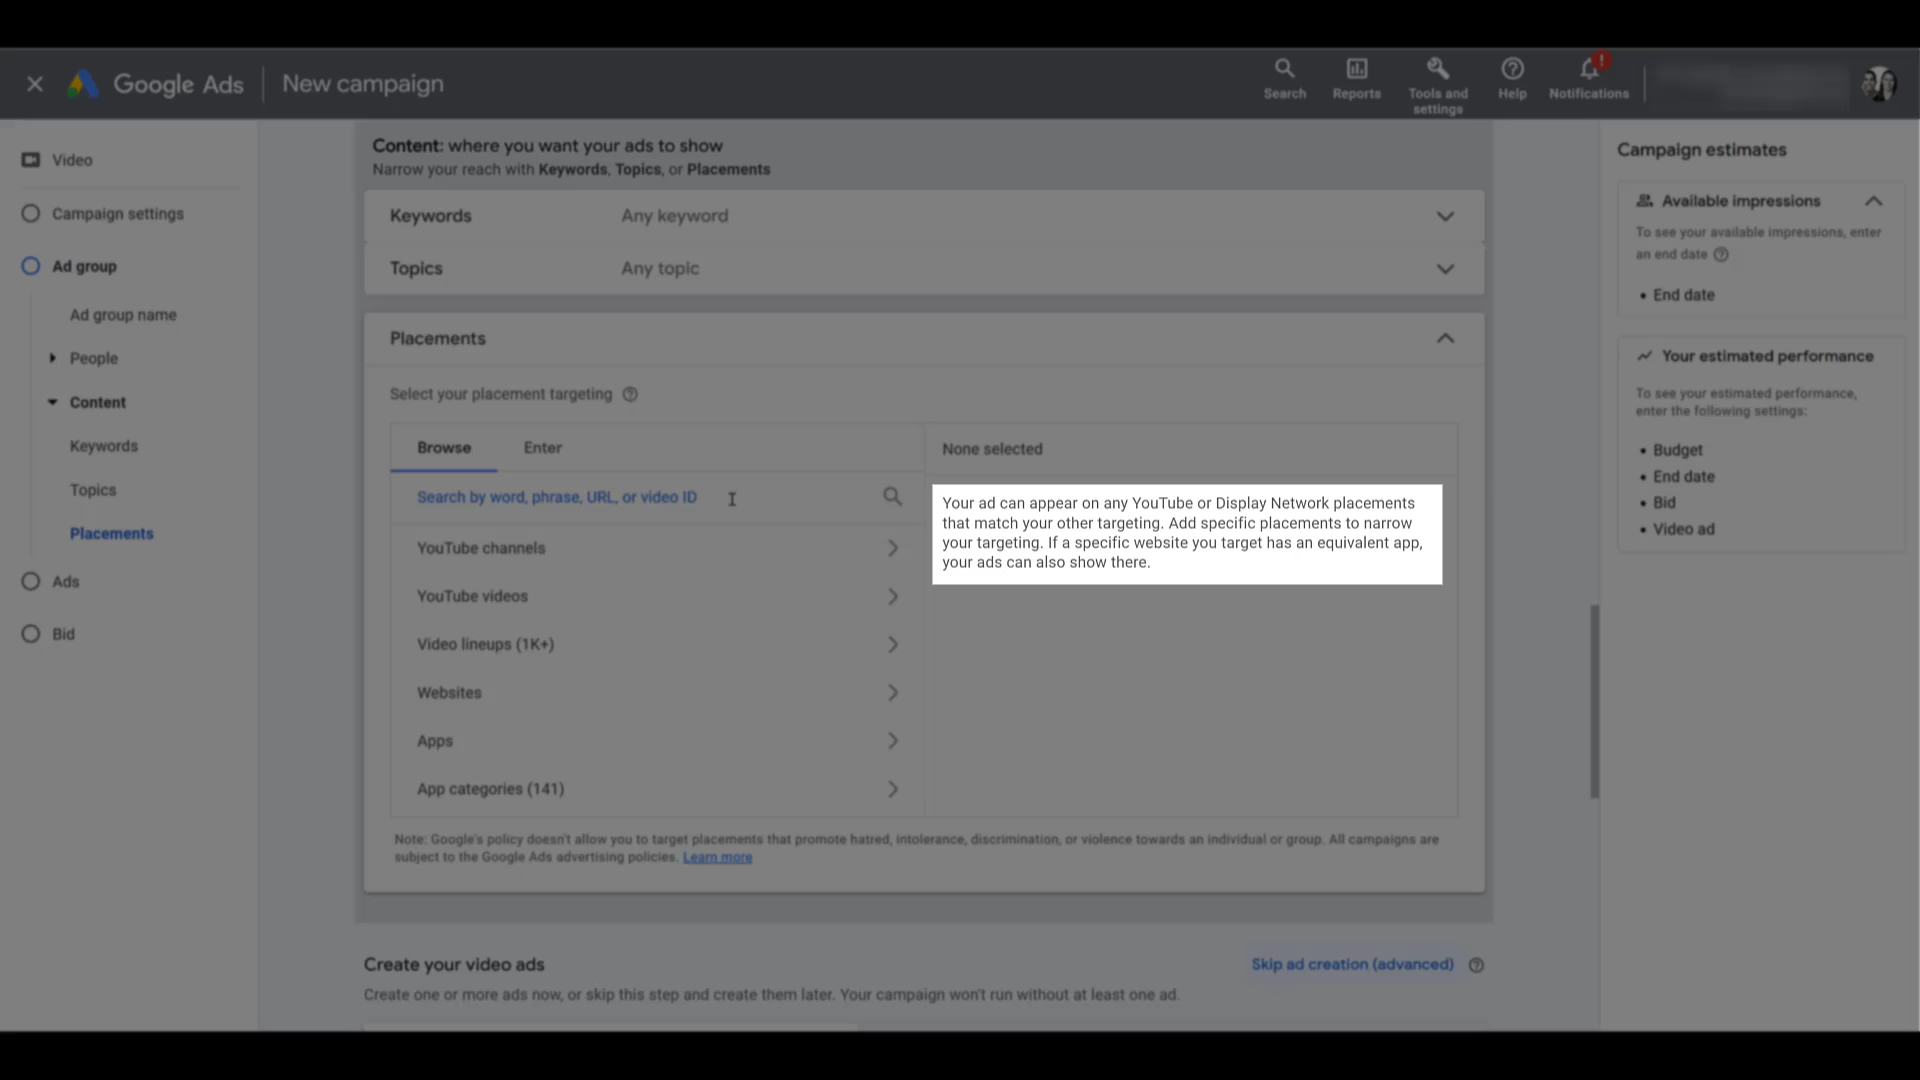 Google Ads
New campaign
Search
Reports
Tools and
settings
Help
!
Notifications
Video
Campaign settings
Ad group
Ad group name
People
Content
Keywords
Topics
Placements
Ads
Bid
Content: where you want your ads to show
Narrow your reach with Keywords, Topics, or Placements
Keywords Any keyword
Topics Any topic
Placements
Select your placement targeting ?
Browse Enter
Search by word, phrase, URL, or video ID
YouTube channels
YouTube videos
Video lineups (1K+)
Websites
Apps
App categories (141)
None selected
Your ad can appear on any YouTube or Display Network placements
that match your other targeting. Add specific placements to narrow
your targeting. If a specific website you target has an equivalent app,
your ads can also show there.
Note: Google's policy doesn't allow you to target placements that promote hatred, intolerance, discrimination, or violence towards an individual or group. All campaigns are
subject to the Google Ads advertising policies. Learn more
Create your video ads
Skip ad creation (advanced) ?
Create one or more ads now, or skip this step and create them later. Your campaign won't run without at least one ad.
Campaign estimates
Available impressions
To see your available impressions, enter
an end date ?
• End date
Your estimated performance
To see your estimated performance,
enter the following settings:
• Budget
• End date
• Bid
• Video ad